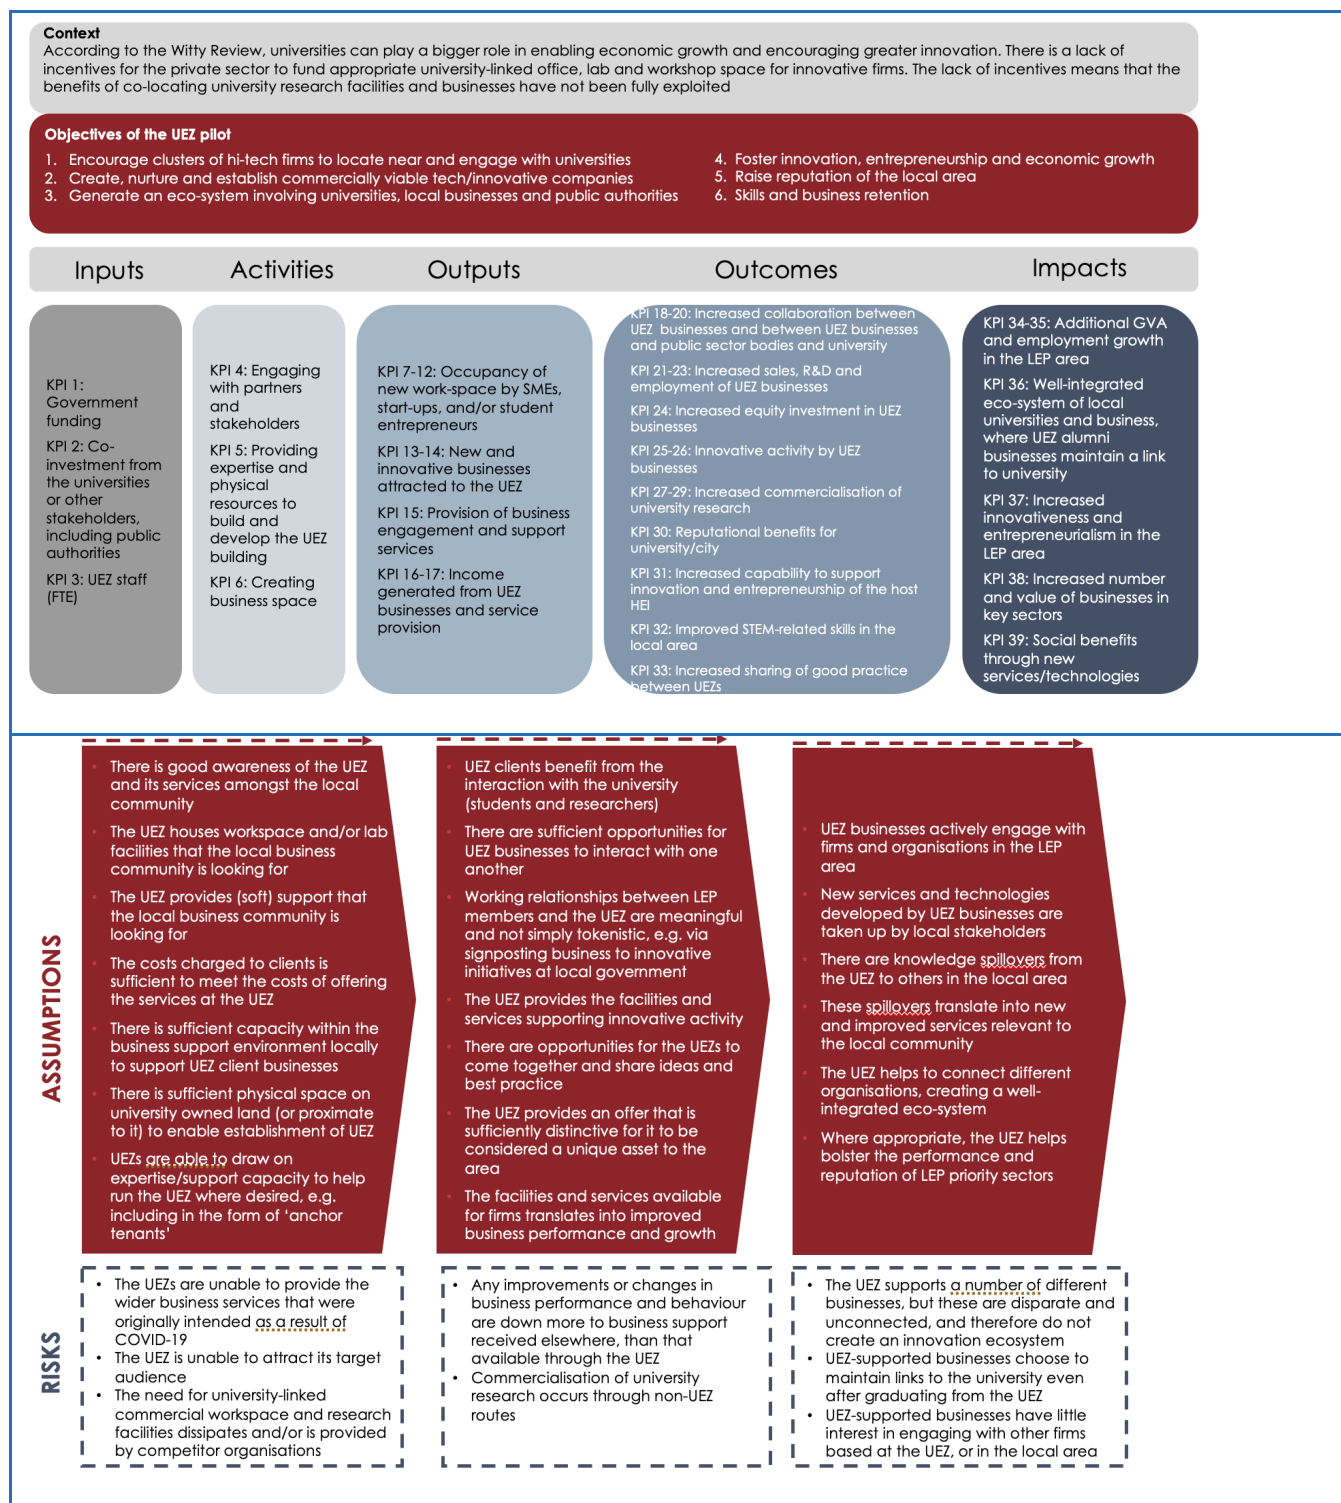 Context
According to the Witty Review, universities can play a bigger role in enabling economic growth and encouraging greater innovation. There is a lack of
incentives for the private sector to fund appropriate university-linked office, lab and workshop space for innovative firms. The lack of incentives means that the
benefits of co-locating university research facilities and businesses have not been fully exploited
Objectives of the UEZ pilot
1. Encourage clusters of hi-tech firms to locate near and engage with universities
2. Create, nurture and establish commercially viable tech/innovative companies
3. Generate an eco-system involving universities, local businesses and public authorities
4. Foster innovation, entrepreneurship and economic growth
5. Raise reputation of the local area
6. Skills and business retention
Inputs
Activities
Outputs
Outcomes
Impacts
KPI 1:
Government
funding
KPI 2: Co-
investment from
the universities
or other
stakeholders,
including public
authorities
KPI 3: UEZ staff
(FTE)
KPI 4: Engaging
with partners
and
stakeholders
KPI 5: Providing
expertise and
physical
resources to
build and
develop the UEZ
building
KPI 6: Creating
business space
KPI 7-12: Occupancy of
new work-space by SMEs,
start-ups, and/or student
entrepreneurs
KPI 13-14: New and
innovative businesses
attracted to the UEZ
KPI 15: Provision of business
engagement and support
services
KPI 16-17: Income
generated from UEZ
businesses and service
provision
KPI 18-20: Increased collaboration between
UEZ businesses and between UEZ businesses
and public sector bodies and university
KPI 21-23: Increased sales, R&D and
employment of UEZ businesses
KPI 24: Increased equity investment in UEZ
businesses
KPI 25-26: Innovative activity by UEZ
businesses
KPI 27-29: Increased commercialisation of
university research
KPI 30: Reputational benefits for
university/city
KPI 31: Increased capability to support
innovation and entrepreneurship of the host
HEI
KPI 32: Improved STEM-related skills in the
local area
KPI 33: Increased sharing of good practice
between UEZs
KPI 34-35: Additional GVA
and employment growth
in the LEP area
KPI 36: Well-integrated
eco-system of local
universities and business,
where UEZ alumni
businesses maintain a link
to university
KPI 37: Increased
innovativeness and
entrepreneurialism in the
LEP area
KPI 38: Increased number
and value of businesses in
key sectors
KPI 39: Social benefits
through new
services/technologies
ASSUMPTIONS
• There is good awareness of the UEZ
and its services amongst the local
community
• The UEZ houses workspace and/or lab
facilities that the local business
community is looking for
• The UEZ provides (soft) support that
the local business community is
looking for
• The costs charged to clients is
sufficient to meet the costs of offering
the services at the UEZ
• There is sufficient capacity within the
business support environment locally
to support UEZ client businesses
• There is sufficient physical space on
university owned land (or proximate
to it) to enable establishment of UEZ
• UEZs are able to draw on
expertise/support capacity to help
run the UEZ where desired, e.g.
including in the form of ‘anchor
tenants’
• UEZ clients benefit from the
interaction with the university
(students and researchers)
• There are sufficient opportunities for
UEZ businesses to interact with one
another
• Working relationships between LEP
members and the UEZ are meaningful
and not simply tokenistic, e.g. via
signposting business to innovative
initiatives at local government
• The UEZ provides the facilities and
services supporting innovative activity
• There are opportunities for the UEZs to
come together and share ideas and
best practice
• The UEZ provides an offer that is
sufficiently distinctive for it to be
considered a unique asset to the
area
• The facilities and services available
for firms translates into improved
business performance and growth
• UEZ businesses actively engage with
firms and organisations in the LEP
area
• New services and technologies
developed by UEZ businesses are
taken up by local stakeholders
• There are knowledge spillovers from
the UEZ to others in the local area
• These spillovers translate into new
and improved services relevant to
the local community
• The UEZ helps to connect different
organisations, creating a well-
integrated eco-system
• Where appropriate, the UEZ helps
bolster the performance and
reputation of LEP priority sectors
RISKS
• The UEZs are unable to provide the
wider business services that were
originally intended as a result of
COVID-19
• The UEZ is unable to attract its target
audience
• The need for university-linked
commercial workspace and research
facilities dissipates and/or is provided
by competitor organisations
• Any improvements or changes in
business performance and behaviour
are down more to business support
received elsewhere, than that
available through the UEZ
• Commercialisation of university
research occurs through non-UEZ
routes
• The UEZ supports a number of different
businesses, but these are disparate and
unconnected, and therefore do not
create an innovation ecosystem
• UEZ-supported businesses choose to
maintain links to the university even
after graduating from the UEZ
• UEZ-supported businesses have little
interest in engaging with other firms
based at the UEZ, or in the local area